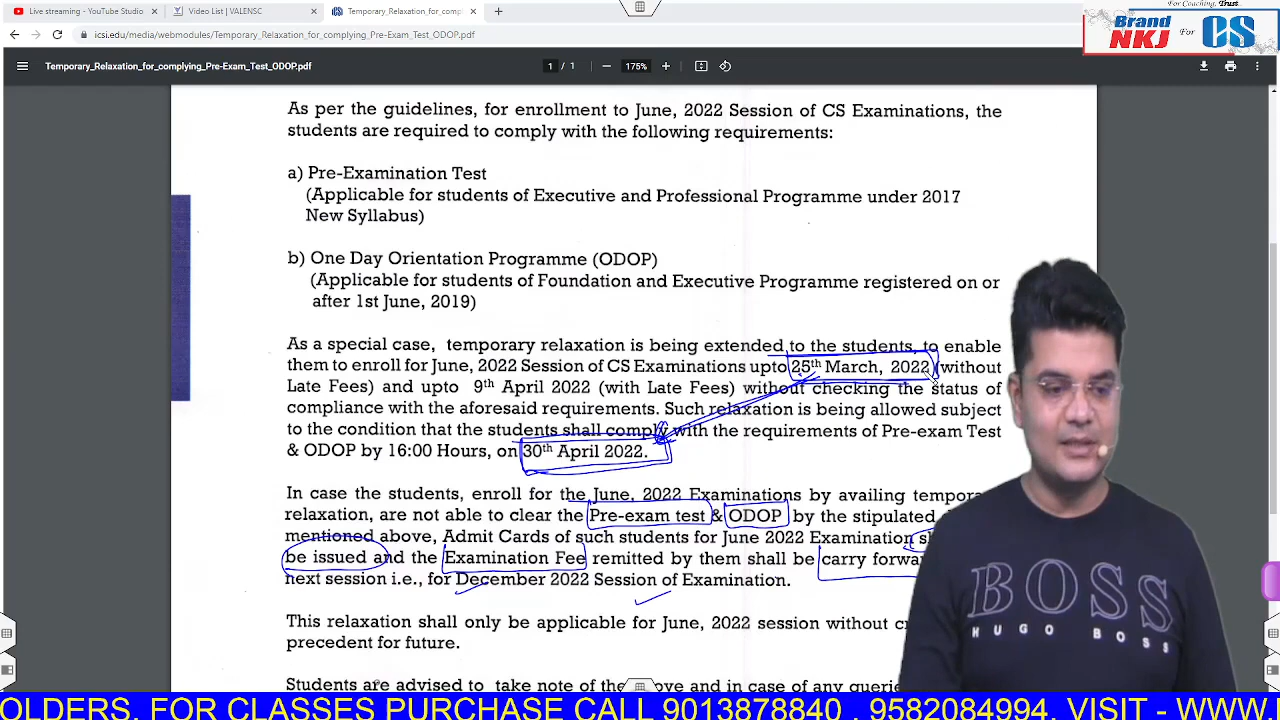 Live streaming - YouTube Studio
Video List | VALENSC
Temporary_Relaxation_for_comp
For Coaching, Trust
icsi.edu/media/webmodules/Temporary_Relaxation_for_complying_Pre-Exam_Test_ODOP.pdf
Brand
NKJ
For
CS
Temporary_Relaxation_for_complying_Pre-Exam_Test_ODOP.pdf
1 / 1
175%
As per the guidelines, for enrollment to June, 2022 Session of CS Examinations, the
students are required to comply with the following requirements:
a) Pre-Examination Test
(Applicable for students of Executive and Professional Programme under 2017
New Syllabus)
b) One Day Orientation Programme (ODOP)
(Applicable for students of Foundation and Executive Programme registered on or
after 1st June, 2019)
As a special case, temporary relaxation is being extended to the students, to enable
them to enroll for June, 2022 Session of CS Examinations upto 25th March, 2022 (without
Late Fees) and upto 9th April 2022 (with Late Fees) without checking the status of
compliance with the aforesaid requirements. Such relaxation is being allowed subject
to the condition that the students shall comply with the requirements of Pre-exam Test
& ODOP by 16:00 Hours, on 30th April 2022.
In case the students, enroll for the June, 2022 Examinations by availing tempora
relaxation, are not able to clear the Pre-exam test & ODOP by the stipulated
mentioned above, Admit Cards of such students for June 2022 Examination
be issued and the Examination Fee remitted by them shall be carry forwa
next session i.e., for December 2022 Session of Examination.
This relaxation shall only be applicable for June, 2022 session without
precedent for future.
Students are advised to take note of the above and in case of any querie
BOSS
HUGO BOSS
OLDERS, FOR CLASSES PURCHASE CALL 9013878840 , 9582084994, VISIT - WWW